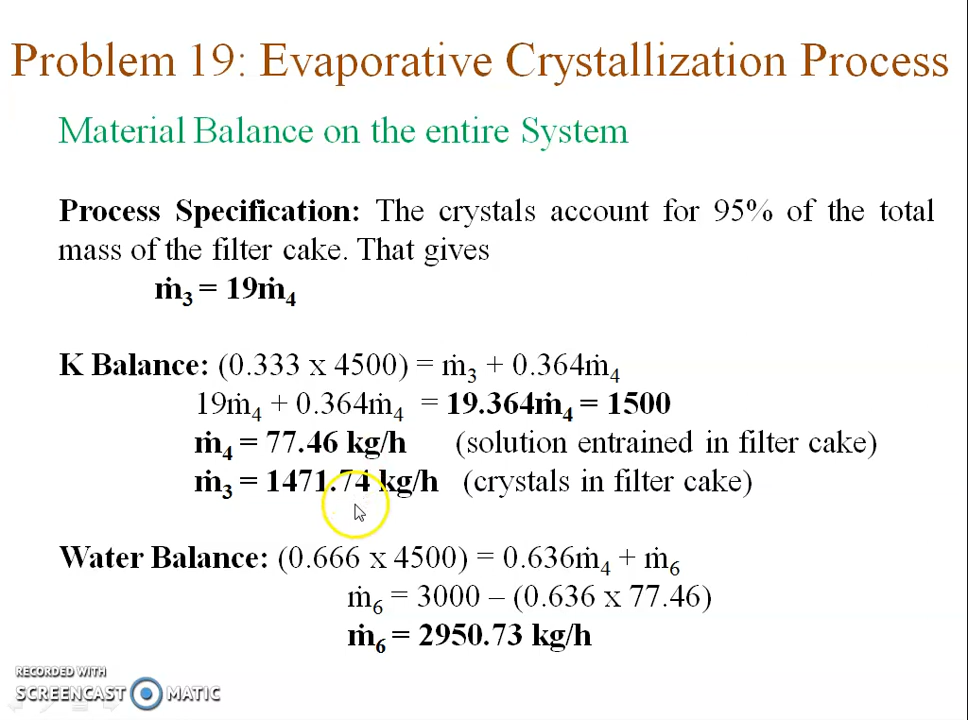 Problem 19: Evaporative Crystallization Process
Material Balance on the entire System
Process Specification: The crystals account for 95% of the total
mass of the filter cake. That gives
ṁ₃ = 19ṁ₄
K Balance: (0.333 x 4500) = ṁ₃ + 0.364ṁ₄
19ṁ₄ + 0.364ṁ₄ = 19.364ṁ₄ = 1500
ṁ₄ = 77.46 kg/h (solution entrained in filter cake)
ṁ₃ = 1471.74 kg/h (crystals in filter cake)
Water Balance: (0.666 x 4500) = 0.636ṁ₄ + ṁ₆
ṁ₆ = 3000 – (0.636 x 77.46)
ṁ₆ = 2950.73 kg/h
RECORDED WITH
SCREENCAST MATIC